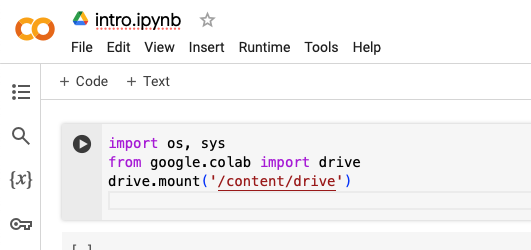 intro.ipynb
File Edit View Insert Runtime Tools Help
+ Code + Text
{x}
import os, sys
from google.colab import drive
drive.mount('/content/drive')
[ ]